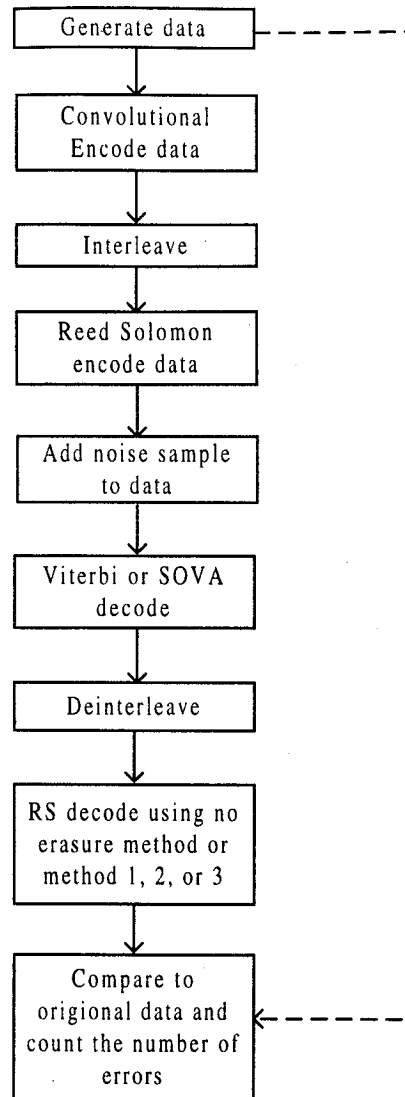 Generate data
Convolutional
Encode data
Interleave
Reed Solomon
encode data
Add noise sample
to data
Viterbi or SOVA
decode
Deinterleave
RS decode using no
erasure method or
method 1, 2, or 3
Compare to
origional data and
count the number of
errors